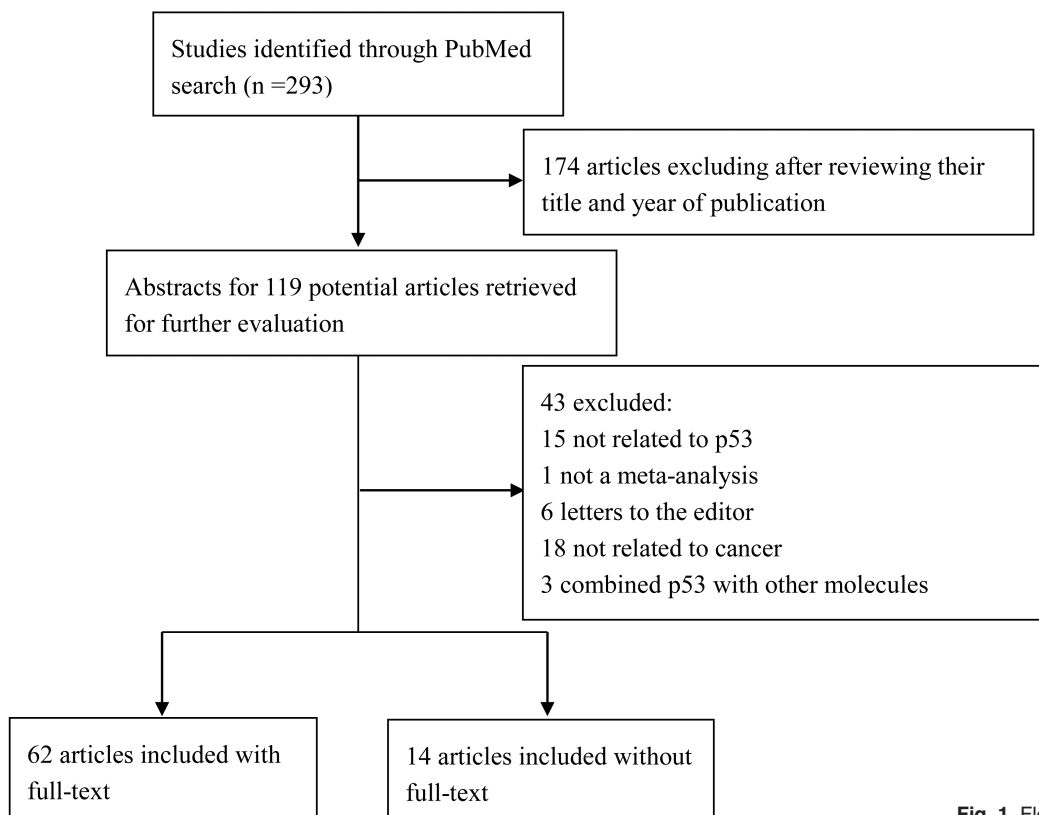 Studies identified through PubMed
search (n =293)
174 articles excluding after reviewing their
title and year of publication
Abstracts for 119 potential articles retrieved
for further evaluation
43 excluded:
15 not related to p53
1 not a meta-analysis
6 letters to the editor
18 not related to cancer
3 combined p53 with other molecules
62 articles included with
full-text
14 articles included without
full-text
Fig. 1